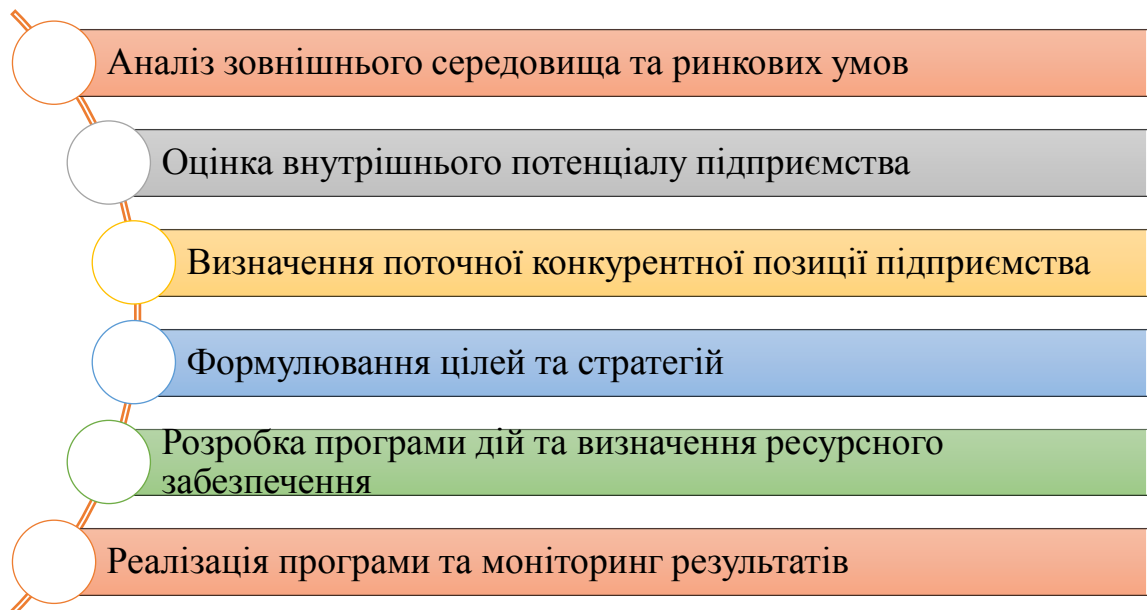 Аналіз зовнішнього середовища та ринкових умов
Оцінка внутрішнього потенціалу підприємства
Визначення поточної конкурентної позиції підприємства
Формулювання цілей та стратегій
Розробка програми дій та визначення ресурсного
забезпечення
Реалізація програми та моніторинг результатів